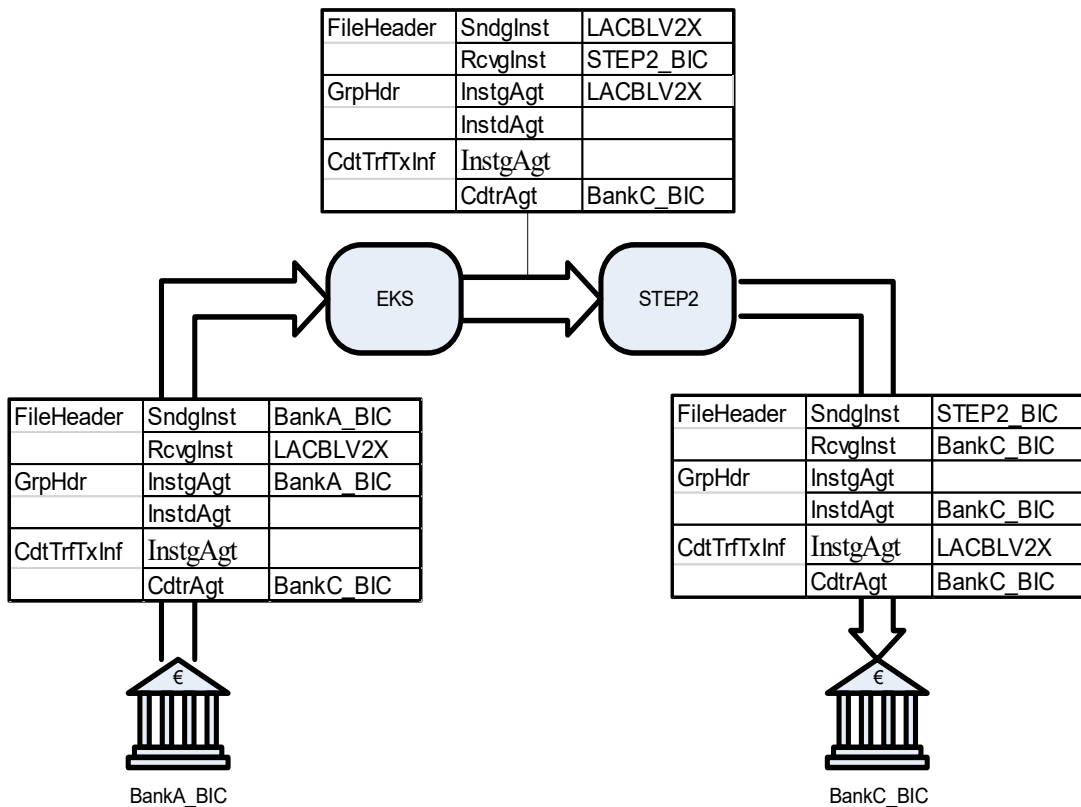 FileHeader SndgInst LACBLV2X
RcvgInst STEP2_BIC
GrpHdr InstgAgt LACBLV2X
InstdAgt
CdtTrfTxInf InstgAgt
CdtrAgt BankC_BIC
EKS
STEP2
FileHeader SndgInst BankA_BIC
RcvgInst LACBLV2X
GrpHdr InstgAgt BankA_BIC
InstdAgt
CdtTrfTxInf InstgAgt
CdtrAgt BankC_BIC
FileHeader SndgInst STEP2_BIC
RcvgInst BankC_BIC
GrpHdr InstgAgt
InstdAgt BankC_BIC
CdtTrfTxInf InstgAgt LACBLV2X
CdtrAgt BankC_BIC
€
BankA_BIC
€
BankC_BIC